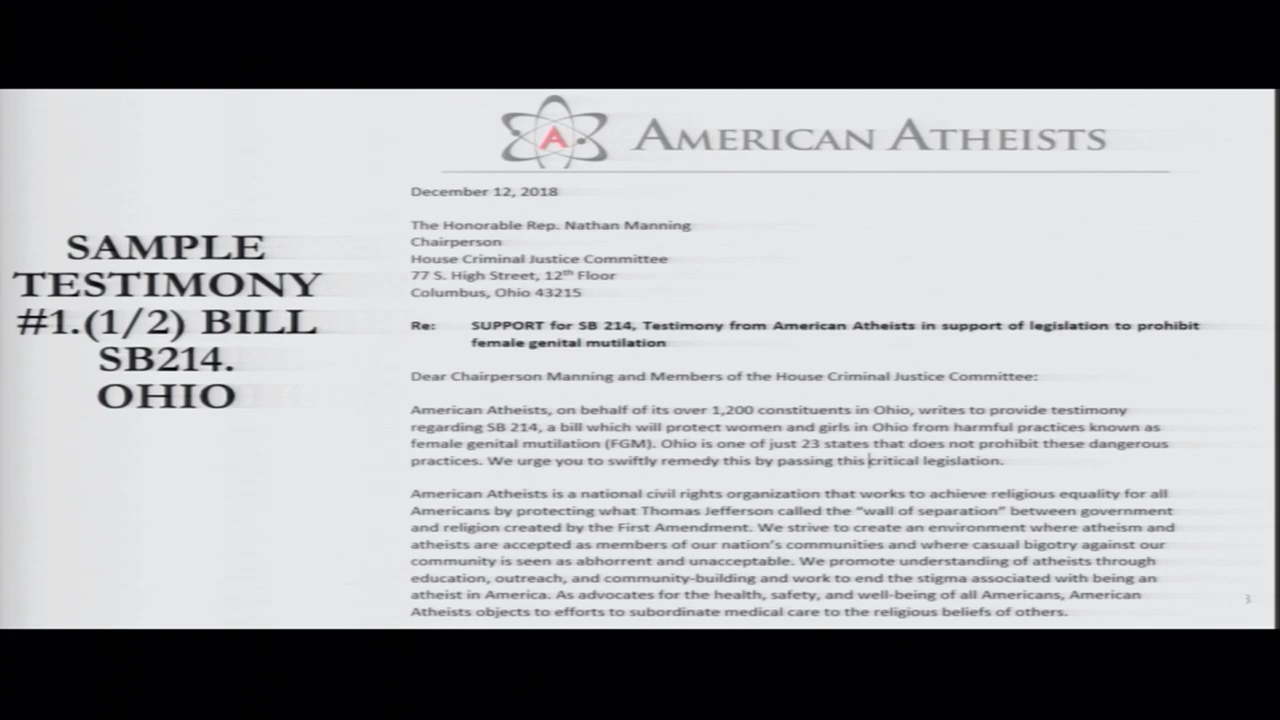 SAMPLE
TESTIMONY
#1.(1/2) BILL
SB214.
OHIO
A
AMERICAN ATHEISTS
December 12, 2018
The Honorable Rep. Nathan Manning
Chairperson
House Criminal Justice Committee
77 S. High Street, 12th Floor
Columbus, Ohio 43215
Re: SUPPORT for SB 214, Testimony from American Atheists in support of legislation to prohibit
female genital mutilation
Dear Chairperson Manning and Members of the House Criminal Justice Committee:
American Atheists, on behalf of its over 1,200 constituents in Ohio, writes to provide testimony
regarding SB 214, a bill which will protect women and girls in Ohio from harmful practices known as
female genital mutilation (FGM). Ohio is one of just 23 states that does not prohibit these dangerous
practices. We urge you to swiftly remedy this by passing this critical legislation.
American Atheists is a national civil rights organization that works to achieve religious equality for all
Americans by protecting what Thomas Jefferson called the “wall of separation” between government
and religion created by the First Amendment. We strive to create an environment where atheism and
atheists are accepted as members of our nation’s communities and where casual bigotry against our
community is seen as abhorrent and unacceptable. We promote understanding of atheists through
education, outreach, and community-building and work to end the stigma associated with being an
atheist in America. As advocates for the health, safety, and well-being of all Americans, American
Atheists objects to efforts to subordinate medical care to the religious beliefs of others.
3